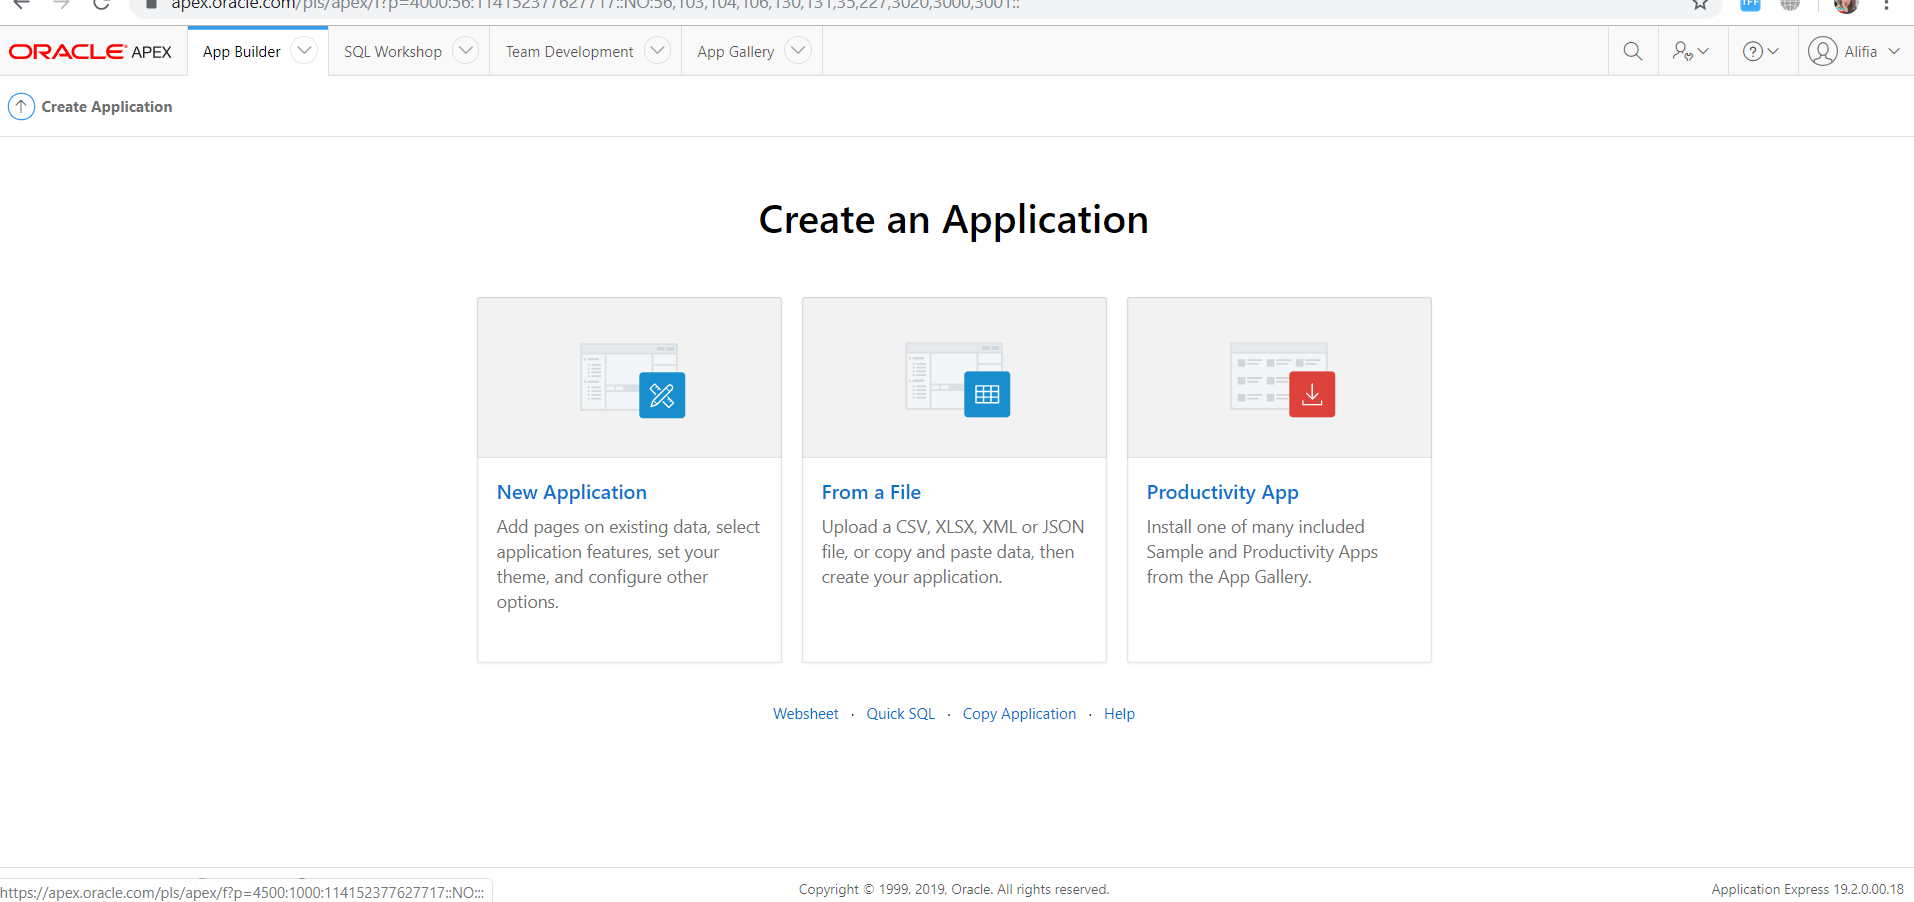 apex.oracle.com/pls/apex/f?p=4000:56:114152377627717::NO:56,103,104,106,130,131,35,227,3020,3000,3001::
ORACLE APEX App Builder SQL Workshop Team Development App Gallery Alifia
Create Application
Create an Application
New Application
Add pages on existing data, select
application features, set your
theme, and configure other
options.
From a File
Upload a CSV, XLSX, XML or JSON
file, or copy and paste data, then
create your application.
Productivity App
Install one of many included
Sample and Productivity Apps
from the App Gallery.
Websheet · Quick SQL · Copy Application · Help
https://apex.oracle.com/pls/apex/f?p=4500:1000:114152377627717::NO:::
Copyright © 1999, 2019, Oracle. All rights reserved.
Application Express 19.2.0.00.18